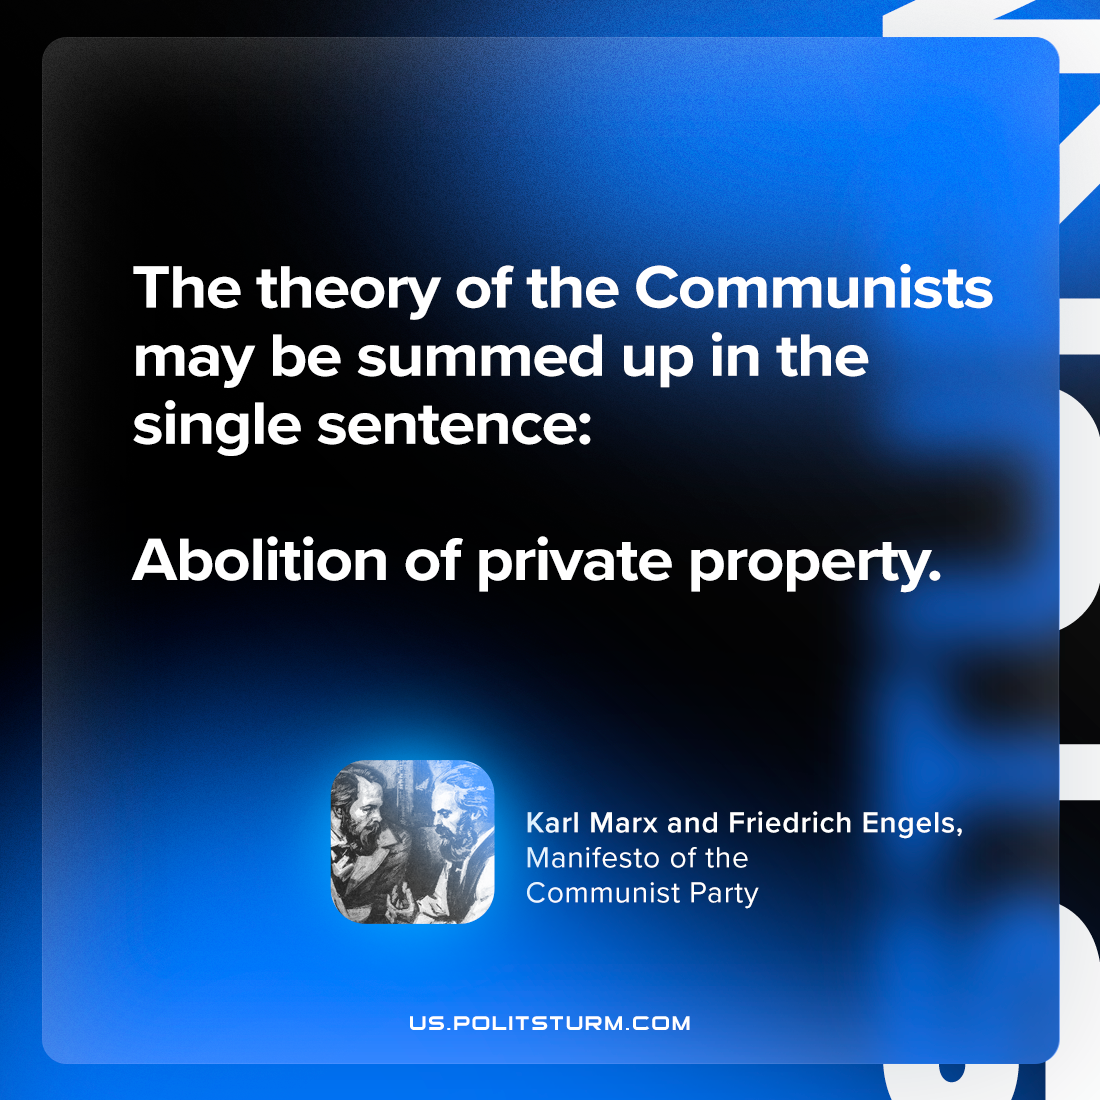 The theory of the Communists
may be summed up in the
single sentence:
Abolition of private property.
Karl Marx and Friedrich Engels,
Manifesto of the
Communist Party
US.POLITSTURM.COM